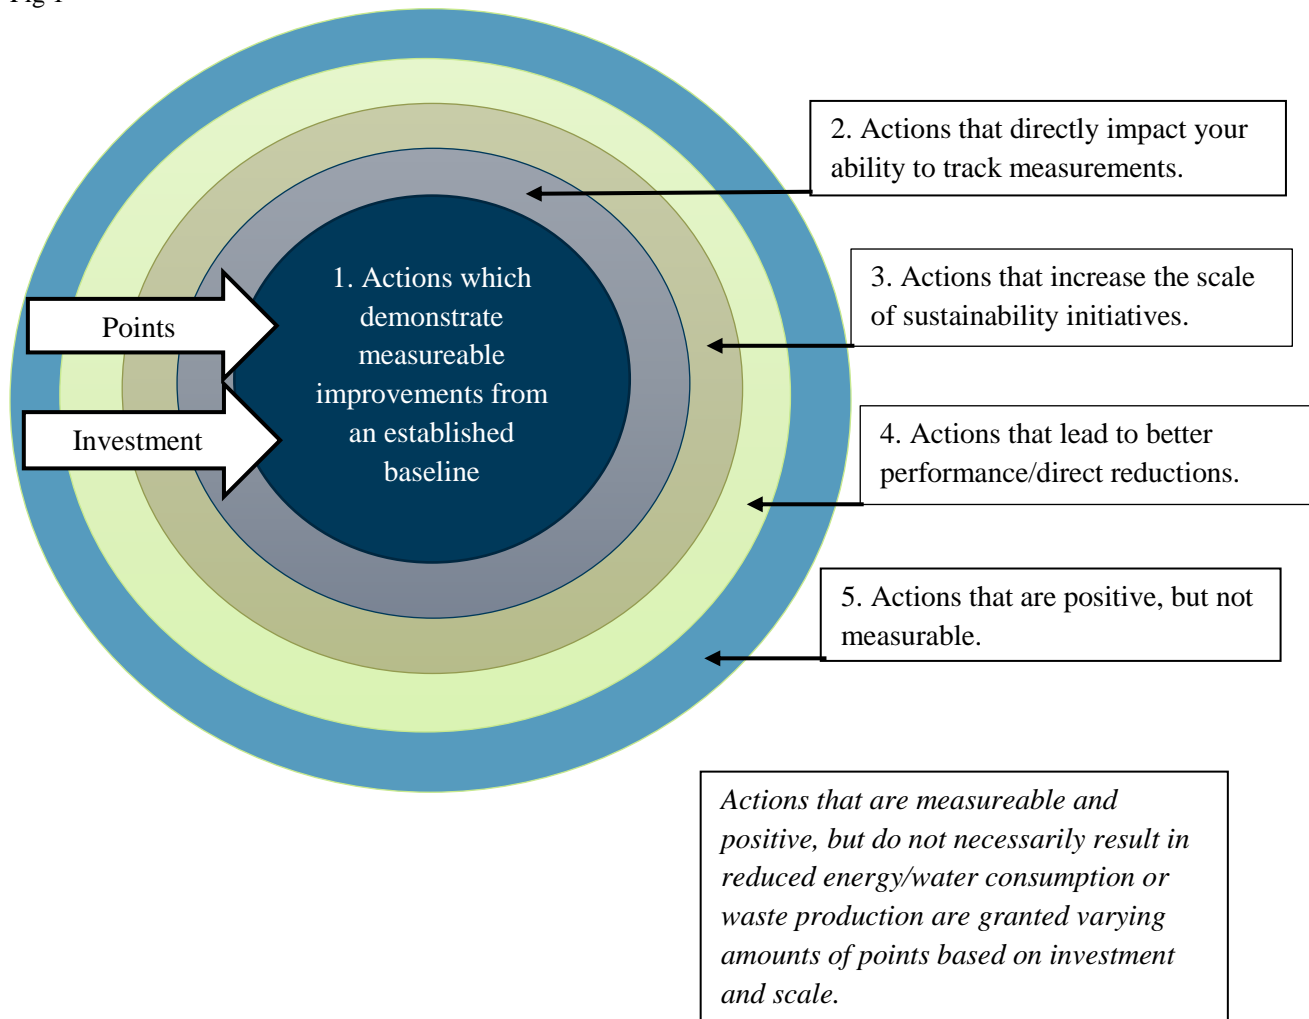 2. Actions that directly impact your
ability to track measurements.
1. Actions which
demonstrate
measureable
improvements from
an established
baseline
Points
Investment
3. Actions that increase the scale
of sustainability initiatives.
4. Actions that lead to better
performance/direct reductions.
5. Actions that are positive, but not
measurable.
Actions that are measureable and
positive, but do not necessarily result in
reduced energy/water consumption or
waste production are granted varying
amounts of points based on investment
and scale.